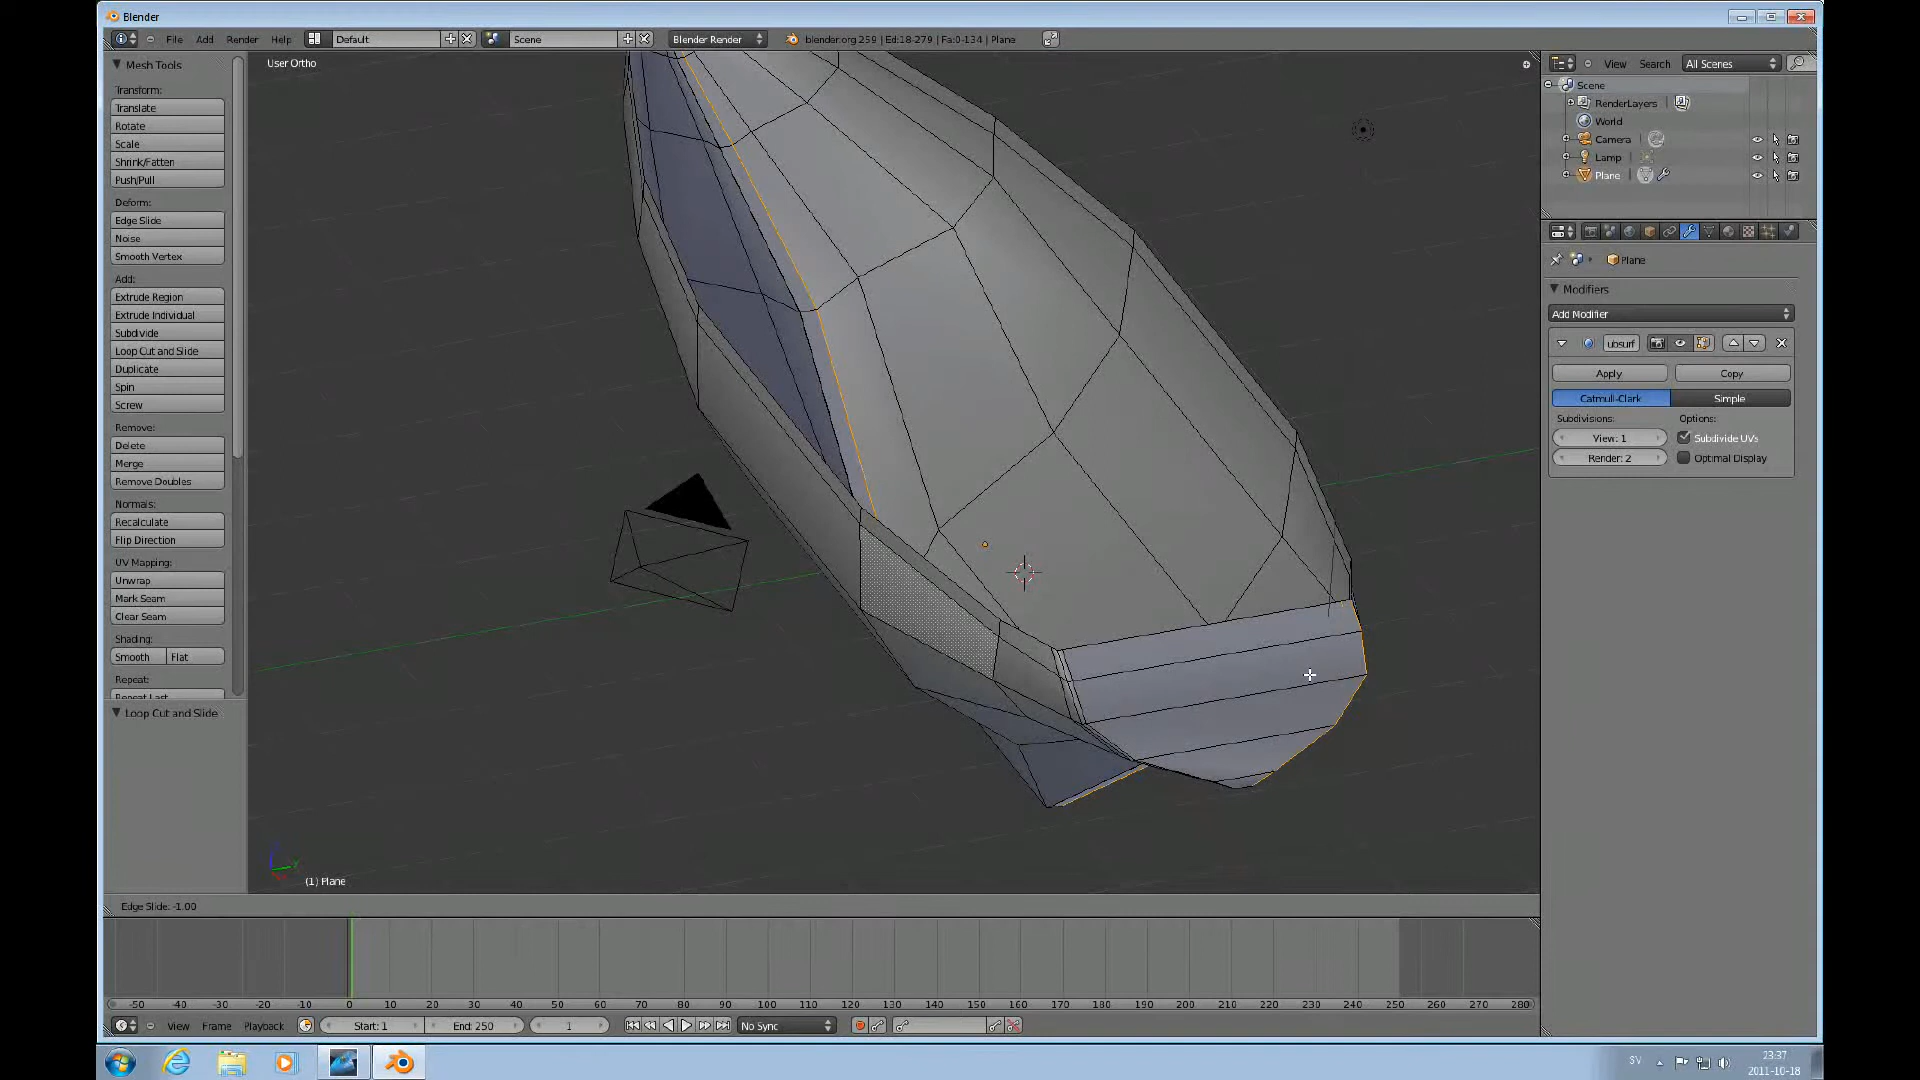 Blender
File Add Render Help Default Scene Blender Render blender.org 259 | Ed:18-279 | Fa:0-134 | Plane
Mesh Tools
Transform:
Translate
Rotate
Scale
Shrink/Fatten
Push/Pull
Deform:
Edge Slide
Noise
Smooth Vertex
Add:
Extrude Region
Extrude Individual
Subdivide
Loop Cut and Slide
Duplicate
Spin
Screw
Remove:
Delete
Merge
Remove Doubles
Normals:
Recalculate
Flip Direction
UV Mapping:
Unwrap
Mark Seam
Clear Seam
Shading:
Smooth Flat
Repeat:
Repeat Last
Loop Cut and Slide
User Ortho
(1) Plane
View Search All Scenes
Scene
RenderLayers
World
Camera
Lamp
Plane
Plane
Modifiers
Add Modifier
ubsurf
Apply Copy
Catmull-Clark Simple
Subdivisions: Options:
View: 1 Subdivide UVs
Render: 2 Optimal Display
Edge Slide: -1.00
-50 -40 -30 -20 -10 0 10 20 30 40 50 60 70 80 90 100 110 120 130 140 150 160 170 180 190 200 210 220 230 240 250 260 270 280
View Frame Playback Start: 1 End: 250 1 No Sync
SV 23:37
2011-10-18